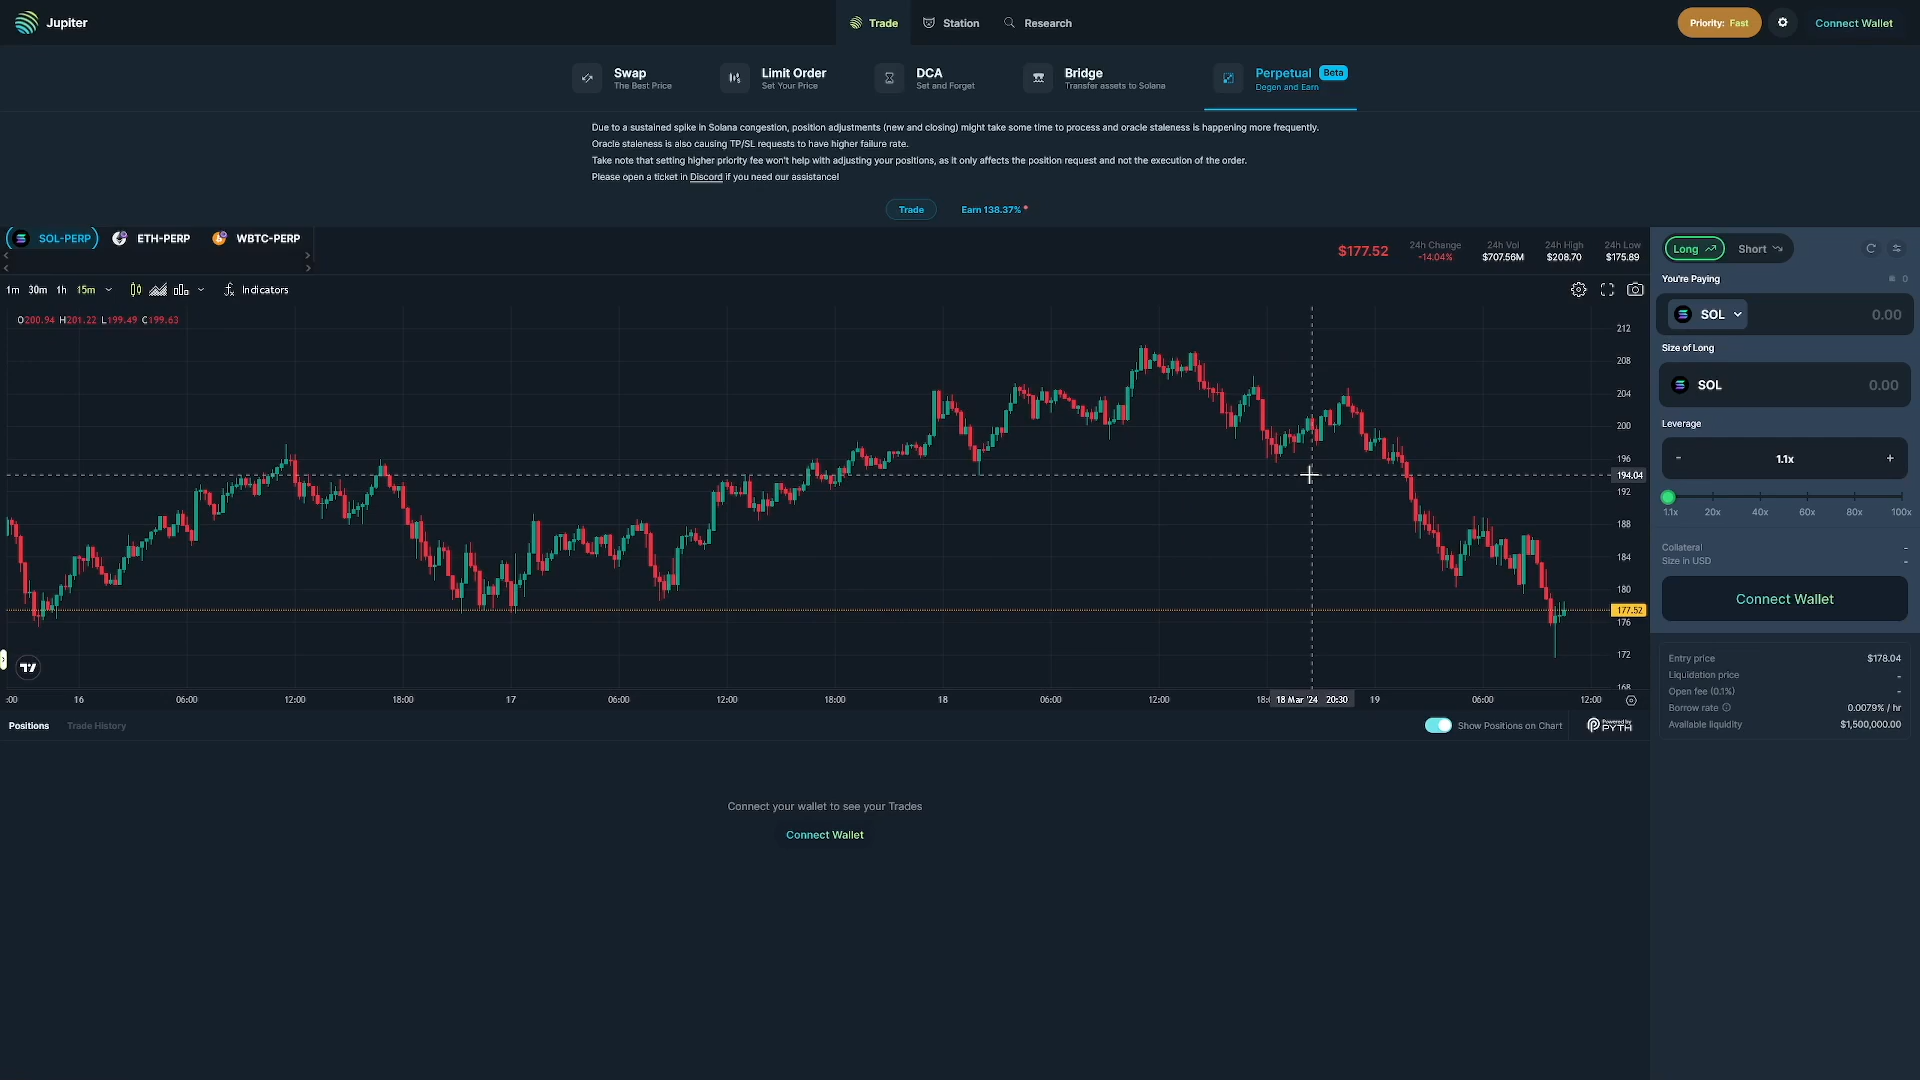 Jupiter
Trade
Station
Research
Priority: Fast
Connect Wallet
Swap
The Best Price
Limit Order
Set Your Price
DCA
Set and Forget
Bridge
Transfer assets to Solana
Perpetual Beta
Degen and Earn
Due to a sustained spike in Solana congestion, position adjustments (new and closing) might take some time to process and oracle staleness is happening more frequently.
Oracle staleness is also causing TP/SL requests to have higher failure rate.
Take note that setting higher priority fee won't help with adjusting your positions, as it only affects the position request and not the execution of the order.
Please open a ticket in Discord if you need our assistance!
Trade
Earn 138.37%
SOL-PERP
ETH-PERP
WBTC-PERP
$177.52
24h Change
-14.04%
24h Vol
$707.56M
24h High
$208.70
24h Low
$175.89
1m 30m 1h 15m
Indicators
O200.94 H201.22 L199.49 C199.63
212
208
204
200
196
194.04
192
188
184
180
177.52
176
172
168
:00 16 06:00 12:00 18:00 17 06:00 12:00 18:00 18 06:00 12:00 18:0 18 Mar '24 20:30 19 06:00 12:00
Positions
Trade History
Show Positions on Chart
Powered by
PYTH
Connect your wallet to see your Trades
Connect Wallet
Long
Short
You're Paying
0
SOL
0.00
Size of Long
SOL
0.00
Leverage
-
1.1x
+
1.1x 20x 40x 60x 80x 100x
Collateral -
Size in USD -
Connect Wallet
Entry price $178.04
Liquidation price -
Open fee (0.1%) -
Borrow rate 0.0079% / hr
Available liquidity $1,500,000.00